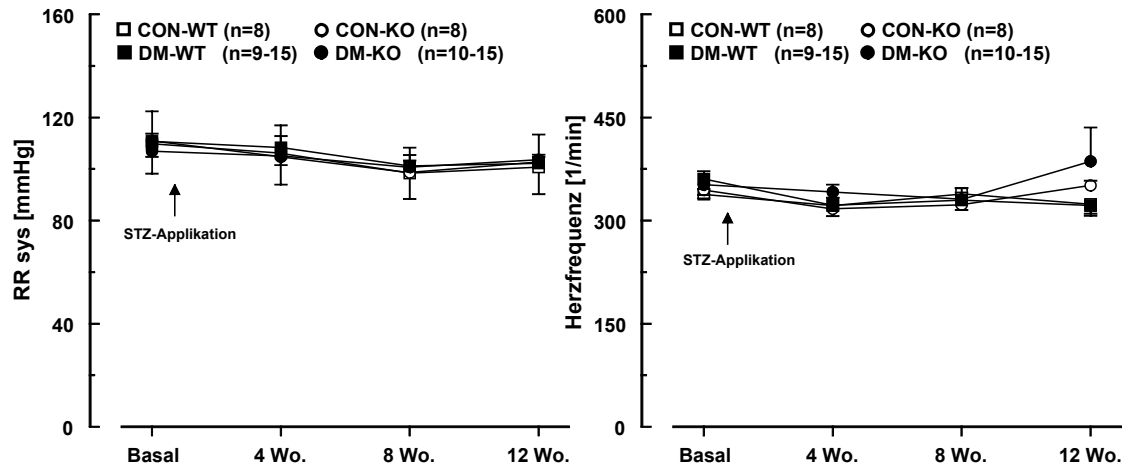 160
120
80
40
0
RR sys [mmHg]
CON-WT (n=8) CON-KO (n=8)
DM-WT (n=9-15) DM-KO (n=10-15)
STZ-Applikation
Basal 4 Wo. 8 Wo. 12 Wo.
600
450
300
150
0
Herzfrequenz [1/min]
CON-WT (n=8) CON-KO (n=8)
DM-WT (n=9-15) DM-KO (n=10-15)
STZ-Applikation
Basal 4 Wo. 8 Wo. 12 Wo.